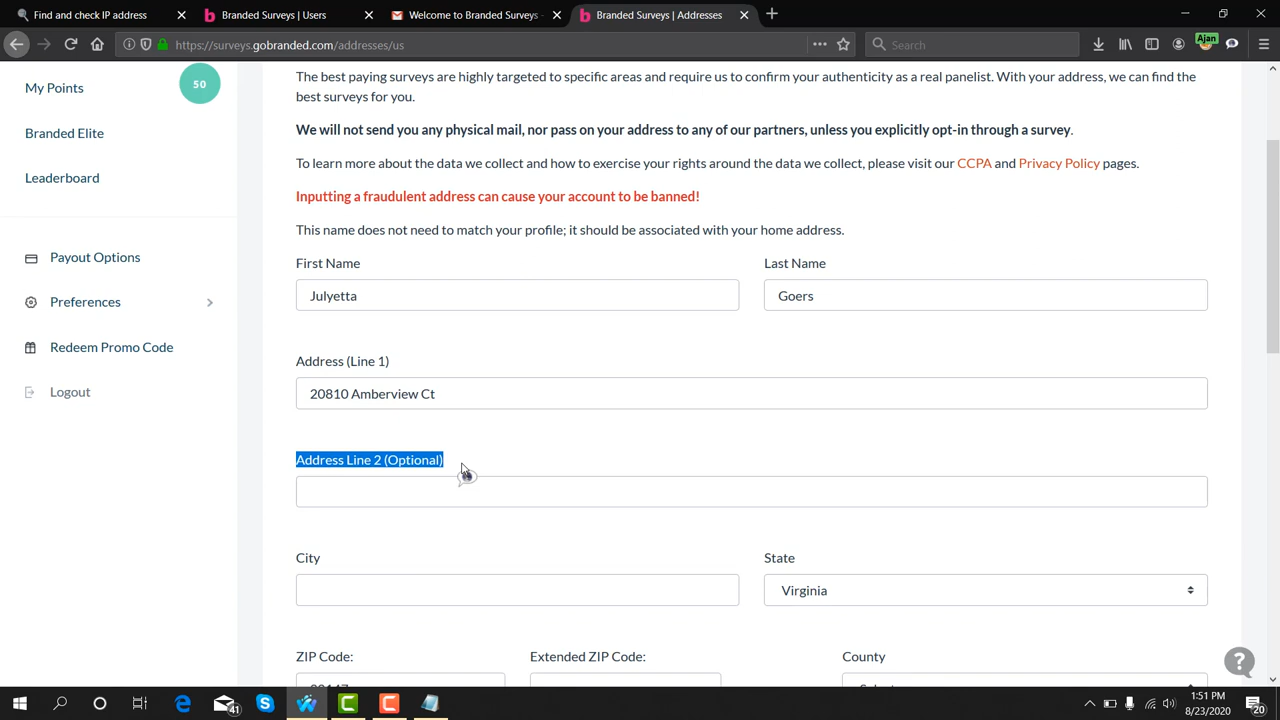 Find and check IP address
Branded Surveys | Users
Welcome to Branded Surveys -
Branded Surveys | Addresses
https://surveys.gobranded.com/addresses/us
Search
Ajan
My Points
50
Branded Elite
Leaderboard
Payout Options
Preferences
Redeem Promo Code
Logout
The best paying surveys are highly targeted to specific areas and require us to confirm your authenticity as a real panelist. With your address, we can find the
best surveys for you.
We will not send you any physical mail, nor pass on your address to any of our partners, unless you explicitly opt-in through a survey.
To learn more about the data we collect and how to exercise your rights around the data we collect, please visit our CCPA and Privacy Policy pages.
Inputting a fraudulent address can cause your account to be banned!
This name does not need to match your profile; it should be associated with your home address.
First Name
Last Name
Julyetta
Goers
Address (Line 1)
20810 Amberview Ct
Address Line 2 (Optional)
City
State
Virginia
ZIP Code:
Extended ZIP Code:
County
41
1:51 PM
8/23/2020
20